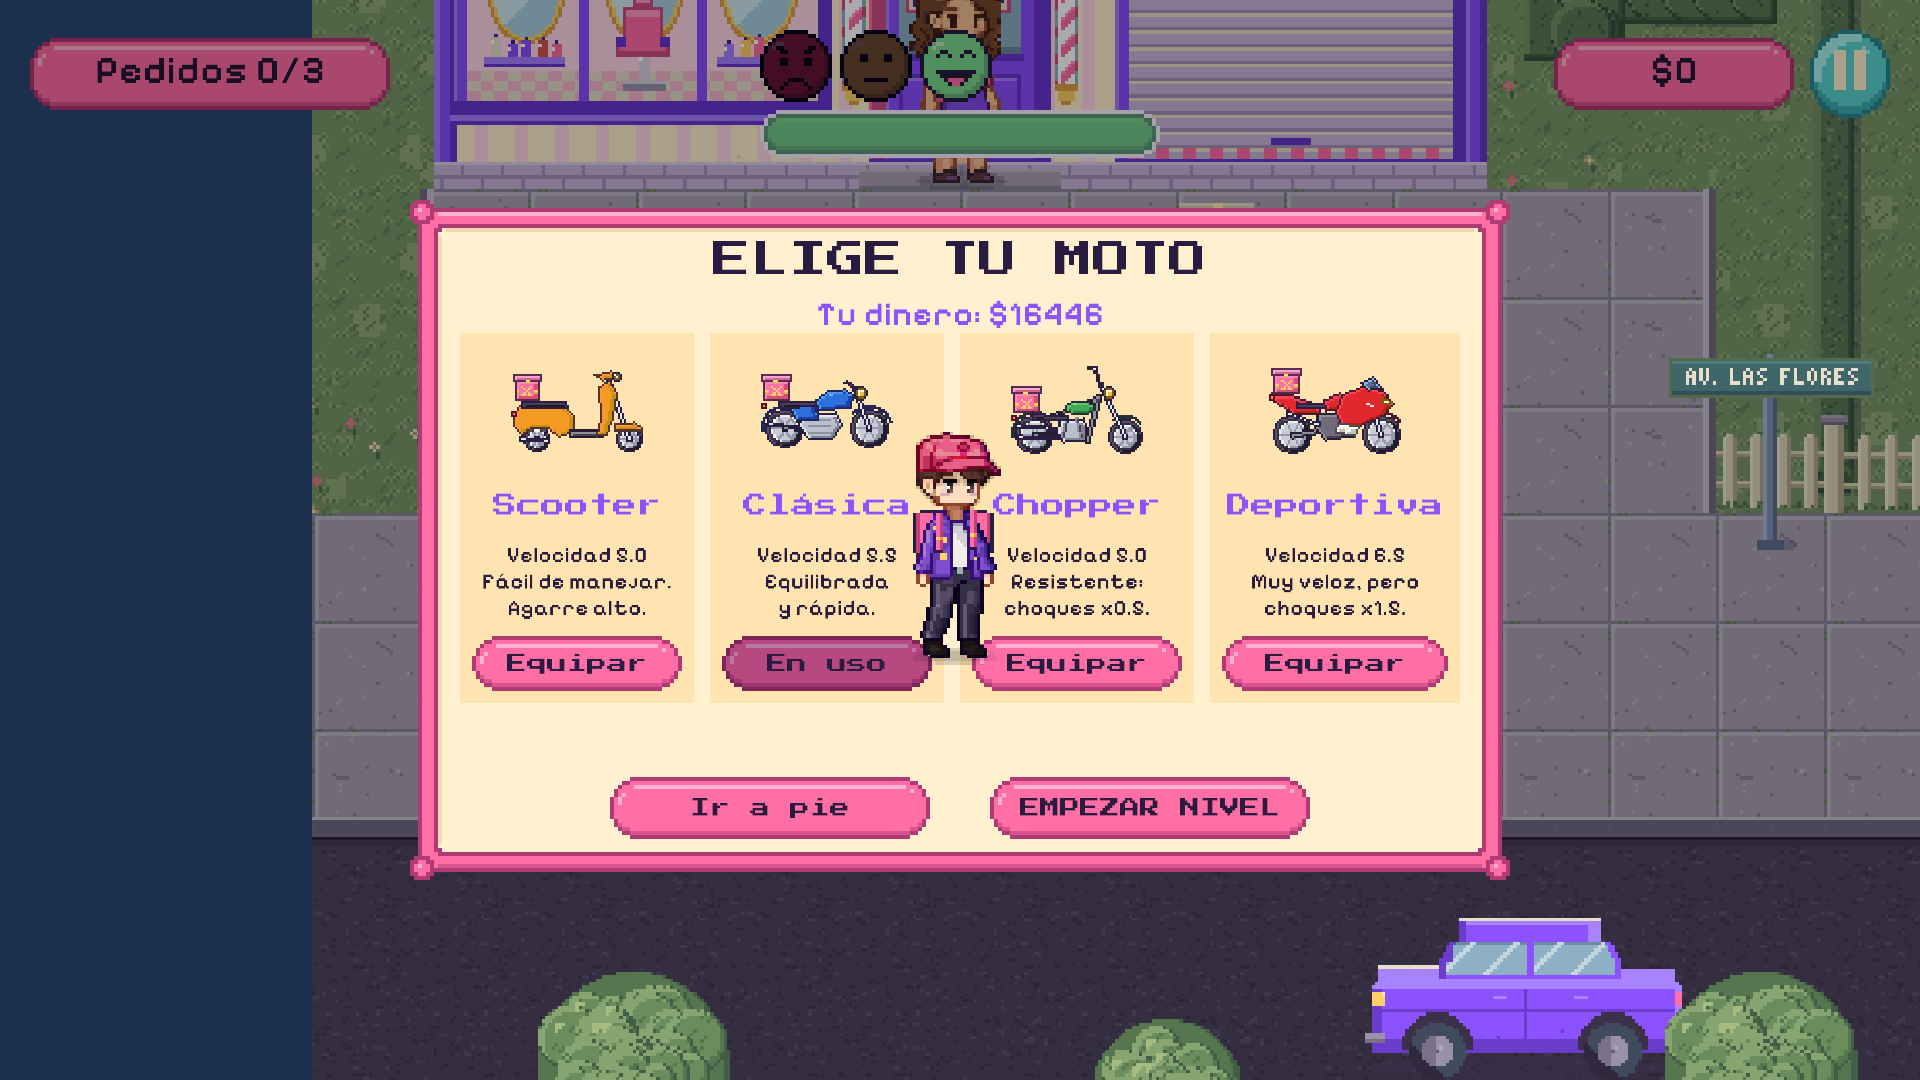 Pedidos 0/3
$0
ELIGE TU MOTO
Tu dinero: $16446
AV. LAS FLORES
Scooter
Velocidad 5.0
Fácil de manejar.
Agarre alto.
Equipar
Clásica
Velocidad 5.5
Equilibrada
y rápida.
En uso
Chopper
Velocidad 5.0
Resistente:
choques x0.5.
Equipar
Deportiva
Velocidad 6.5
Muy veloz, pero
choques x1.5.
Equipar
Ir a pie
EMPEZAR NIVEL